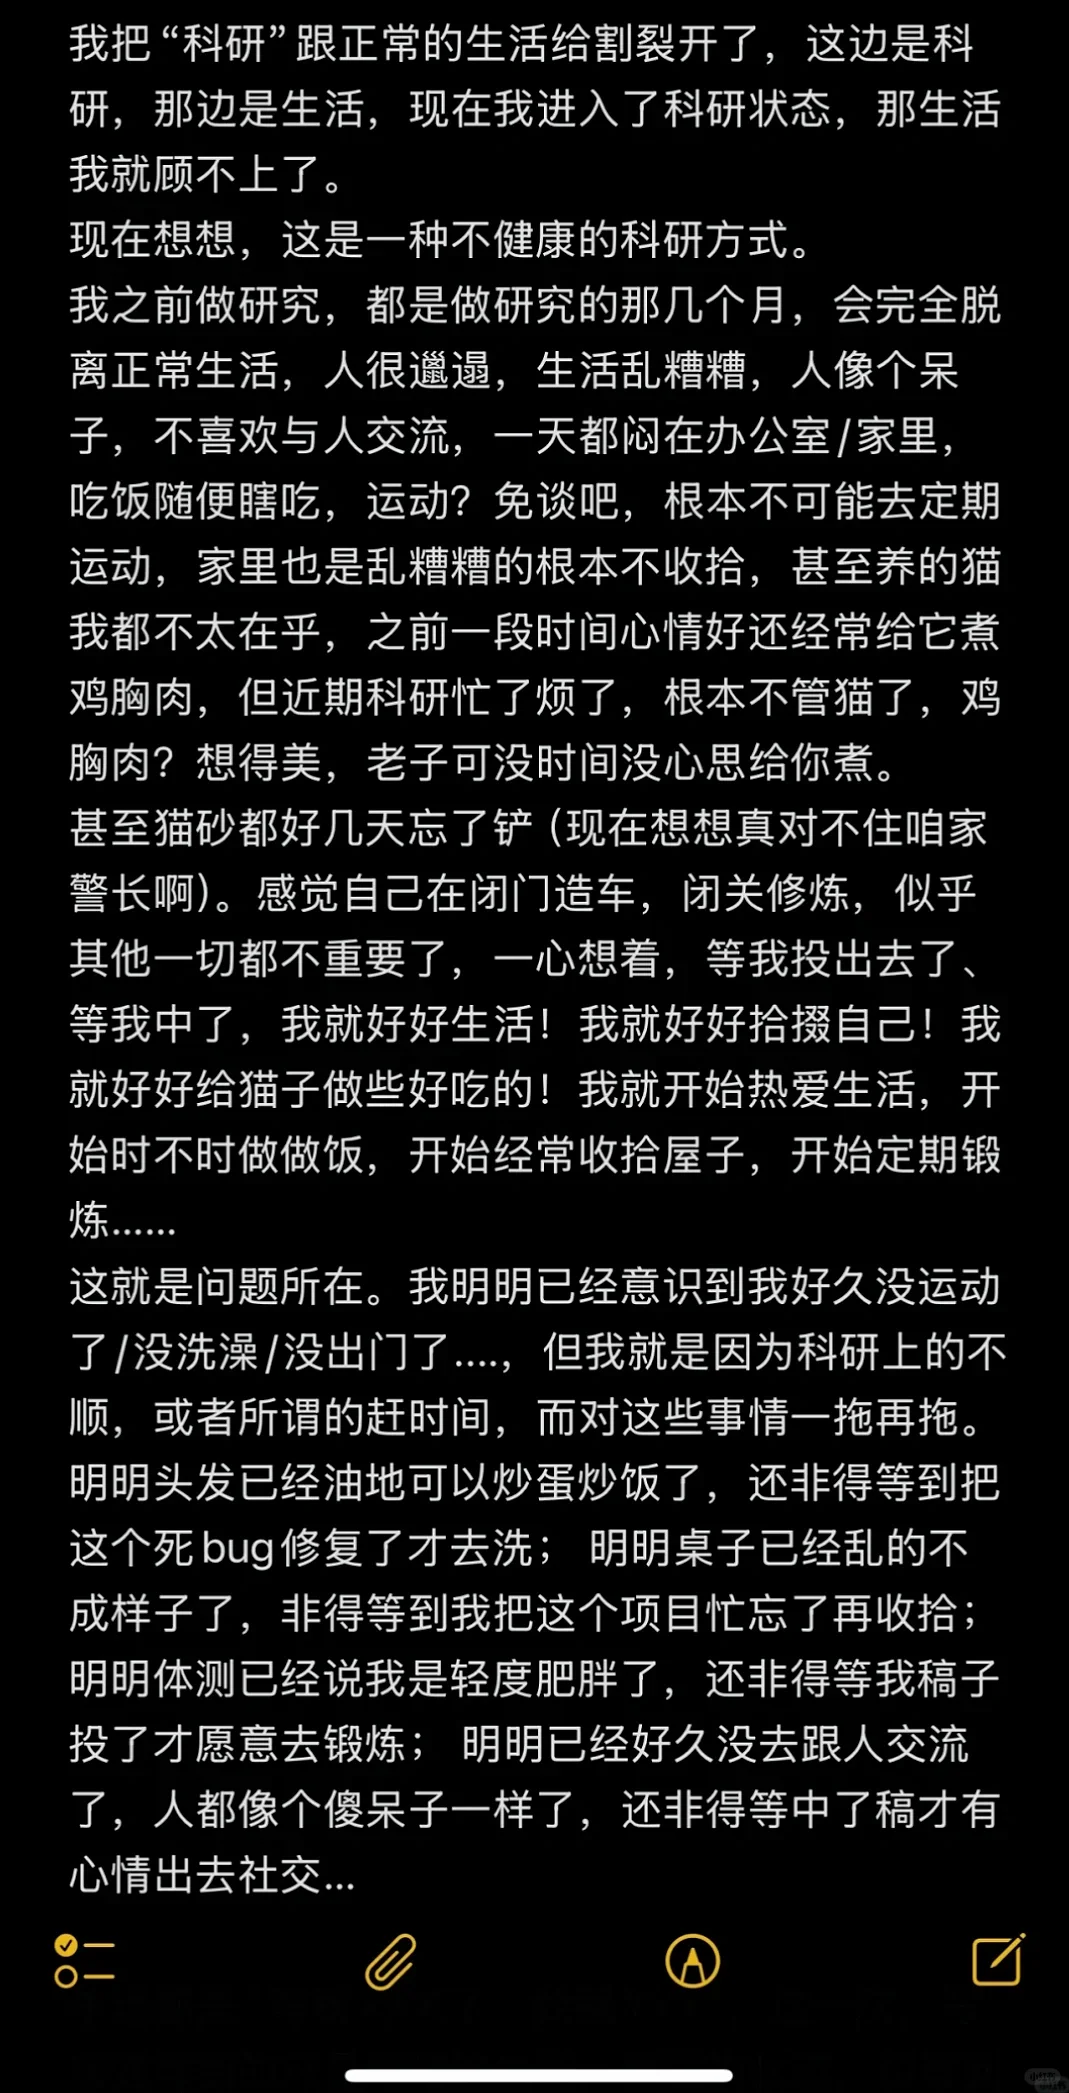 我把“科研”跟正常的生活给割裂开了，这边是科
研，那边是生活，现在我进入了科研状态，那生活
我就顾不上了。
现在想想，这是一种不健康的科研方式。
我之前做研究，都是做研究的那几个月，会完全脱
离正常生活，人很邋遢，生活乱糟糟，人像个呆
子，不喜欢与人交流，一天都闷在办公室/家里，
吃饭随便瞎吃，运动？免谈吧，根本不可能去定期
运动，家里也是乱糟糟的根本不收拾，甚至养的猫
我都不太在乎，之前一段时间心情好还经常给它煮
鸡胸肉，但近期科研忙了烦了，根本不管猫了，鸡
胸肉？想得美，老子可没时间没心思给你煮。
甚至猫砂都好几天忘了铲（现在想想真对不住咱家
警长啊）。感觉自己在闭门造车，闭关修炼，似乎
其他一切都不重要了，一心想着，等我投出去了、
等我中了，我就好好生活！我就好好拾掇自己！我
就好好给猫子做些好吃的！我就开始热爱生活，开
始时不时做做饭，开始经常收拾屋子，开始定期锻
炼......
这就是问题所在。我明明已经意识到我好久没运动
了/没洗澡/没出门了....，但我就是因为科研上的不
顺，或者所谓的赶时间，而对这些事情一拖再拖。
明明头发已经油地可以炒蛋炒饭了，还非得等到把
这个死bug修复了才去洗； 明明桌子已经乱的不
成样子了，非得等到我把这个项目忙忘了再收拾；
明明体测已经说我是轻度肥胖了，还非得等我稿子
投了才愿意去锻炼； 明明已经好久没去跟人交流
了，人都像个傻呆子一样了，还非得等中了稿才有
心情出去社交...